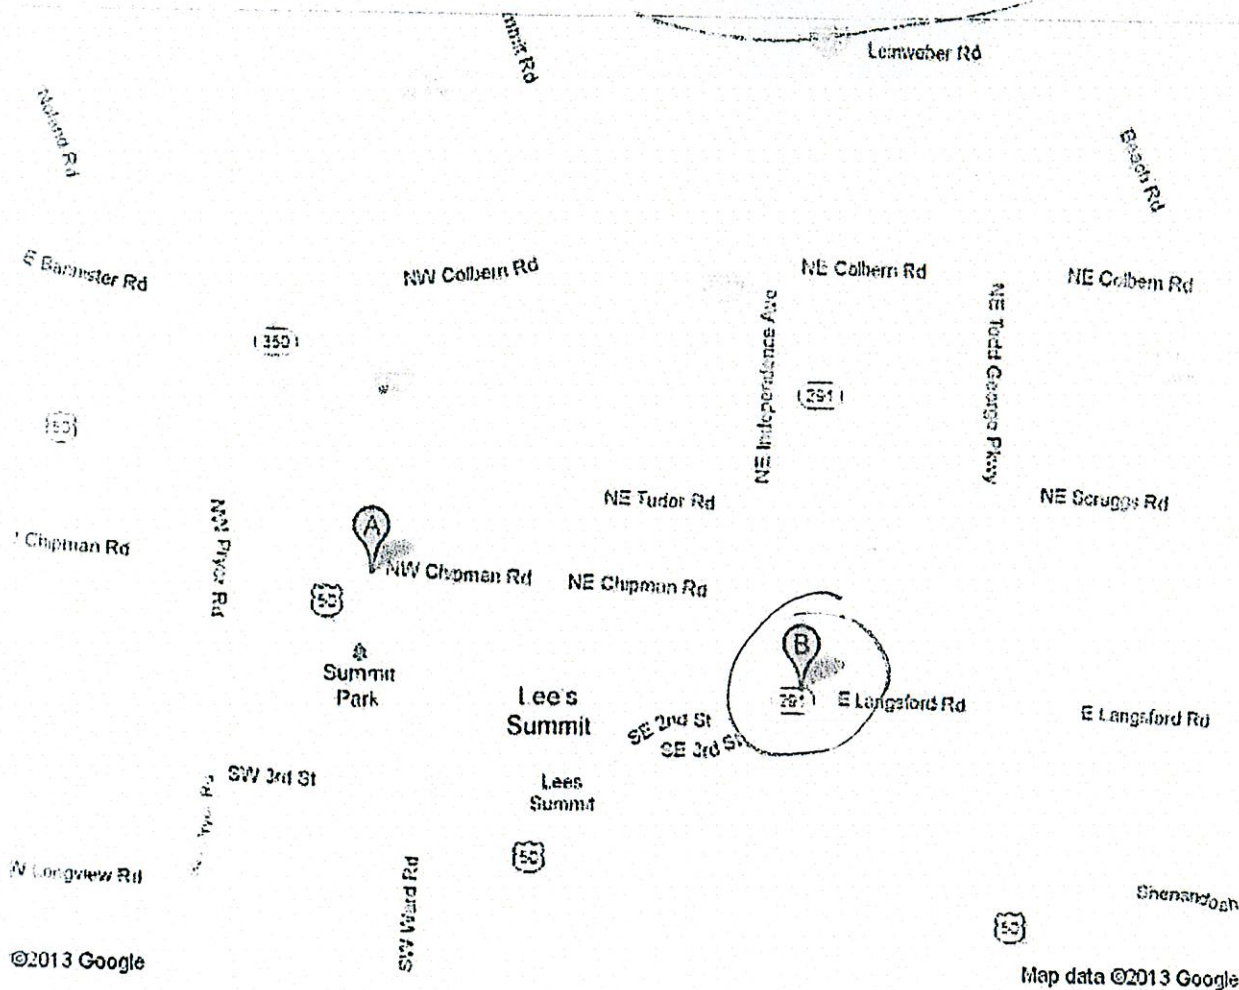 Leinweber Rd
Noland Rd
Beach Rd
E Bannister Rd
NW Colbern Rd
NE Colbern Rd
NE Colbern Rd
350
NE Independence Ave
NE Todd George Pkwy
291
50
NE Tudor Rd
NE Scruggs Rd
NW Pryor Rd
A
Chipman Rd
NW Chipman Rd
NE Chipman Rd
50
B
Summit
Park
Lee's
Summit
291
E Langsford Rd
E Langsford Rd
SE 2nd St
SE 3rd St
SW 3rd St
Lees
Summit
50
W Longview Rd
SW Ward Rd
Shenandoah
50
©2013 Google
Map data ©2013 Google